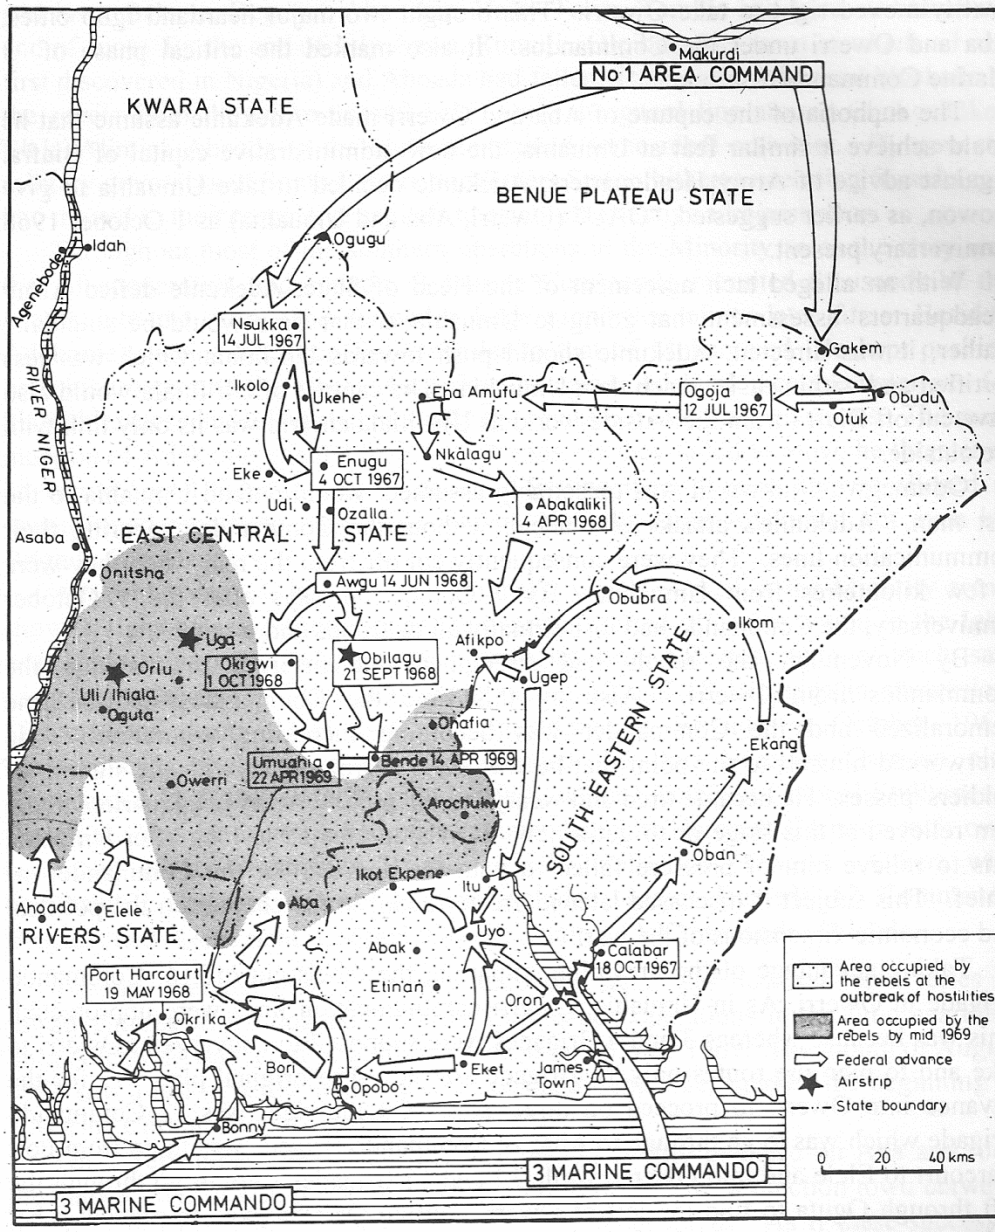 Makurdi
No 1 AREA COMMAND
KWARA STATE
BENUE PLATEAU STATE
Ogugu
Idah
Agenebode
RIVER NIGER
Nsukka
14 JUL 1967
Gakem
Ikolo
Ukehe
Eha Amufu
Ogoja
12 JUL 1967
Obudu
Otuk
Nkalagu
Eke
Enugu
4 OCT 1967
Udi
Ozalla
Abakaliki
4 APR 1968
Asaba
EAST CENTRAL STATE
Onitsha
Awgu 14 JUN 1968
Obubra
Ikom
Uga
Afikpo
Orlu
Okigwi
1 OCT 1968
Obilagu
21 SEPT 1968
Ugep
Uli/Ihiala
Oguta
Ohafia
SOUTH EASTERN STATE
Ekang
Owerri
Umuahia
22 APR 1969
Bende 14 APR 1969
Arochukwu
Oban
Ikot Ekpene
Itu
Ahoada
Elele
Aba
RIVERS STATE
Abak
Uyo
Calabar
18 OCT 1967
Port Harcourt
19 MAY 1968
Etinan
Oron
Okrika
Bori
Opobo
Eket
James
Town
Bonny
3 MARINE COMMANDO
3 MARINE COMMANDO
Area occupied by
the rebels at the
outbreak of hostilities
Area occupied by the
rebels by mid 1969
Federal advance
Airstrip
State boundary
0 20 40 kms